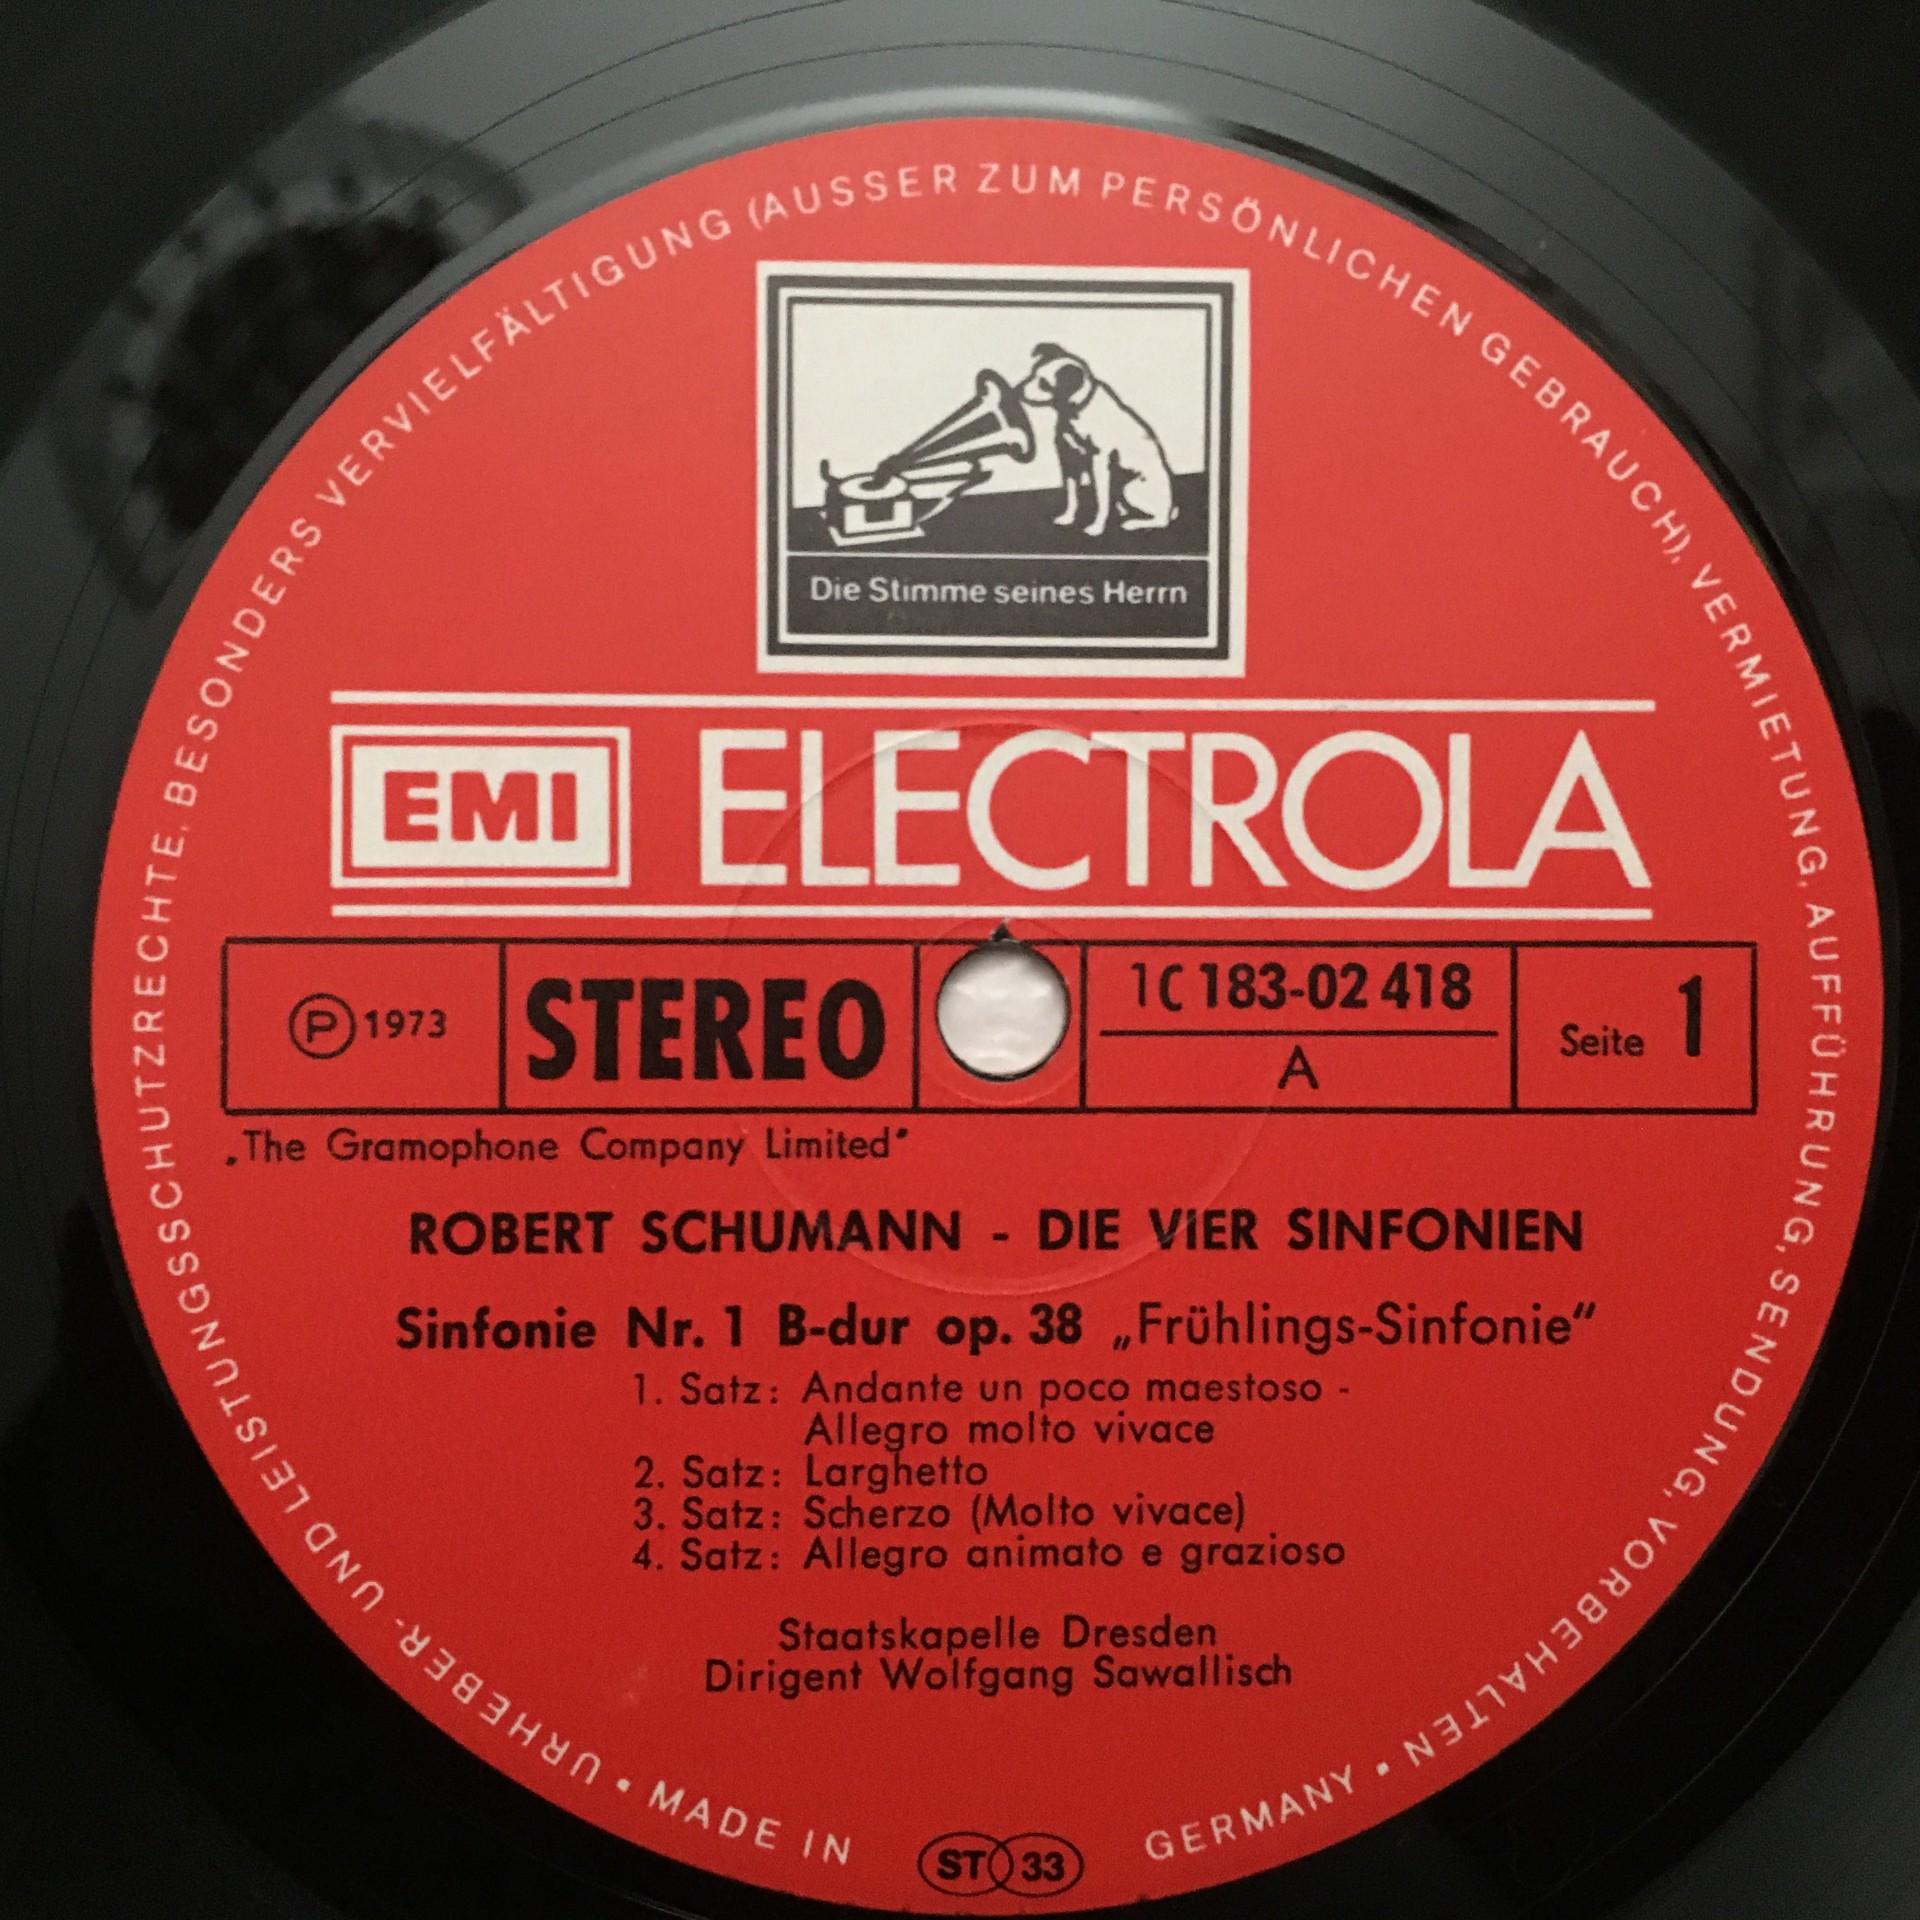 URHEBER- UND LEISTUNGSSCHUTZRECHTE, BESONDERS VERVIELFÄLTIGUNG (AUSSER ZUM PERSÖNLICHEN GEBRAUCH), VERMIETUNG, AUFFÜHRUNG, SENDUNG, VORBEHALTEN •
Die Stimme seines Herrn
EMI ELECTROLA
Ⓟ 1973 STEREO 1C 183-02 418
A
Seite 1
„The Gramophone Company Limited"
ROBERT SCHUMANN - DIE VIER SINFONIEN
Sinfonie Nr. 1 B-dur op. 38 „Frühlings-Sinfonie“
1. Satz: Andante un poco maestoso -
Allegro molto vivace
2. Satz: Larghetto
3. Satz: Scherzo (Molto vivace)
4. Satz: Allegro animato e grazioso
Staatskapelle Dresden
Dirigent Wolfgang Sawallisch
• MADE IN GERMANY
ST 33